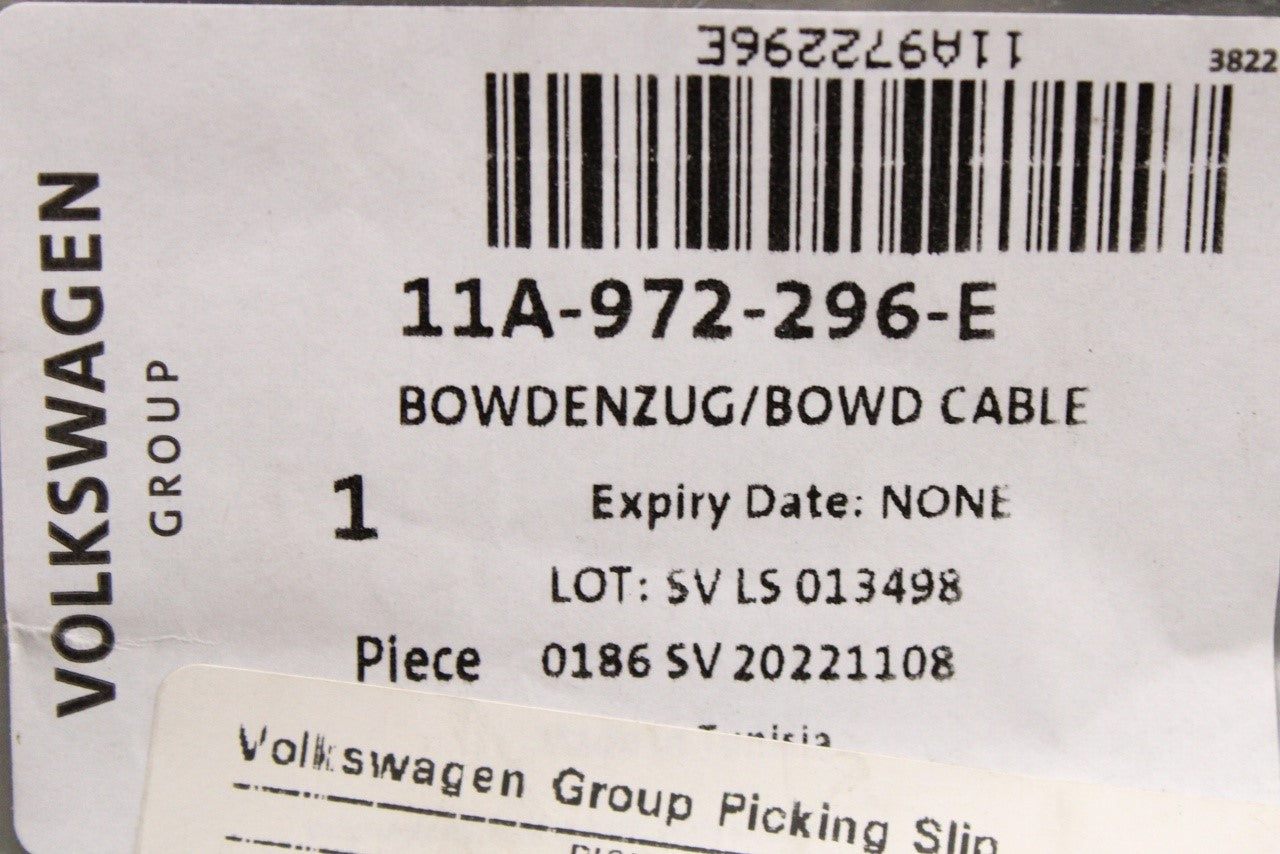 11A972296E
3822
VOLKSWAGEN
GROUP
11A-972-296-E
BOWDENZUG/BOWD CABLE
1
Expiry Date: NONE
LOT: SV LS 013498
Piece
0186 SV 20221108
Tunisia
Volkswagen Group Picking Slip